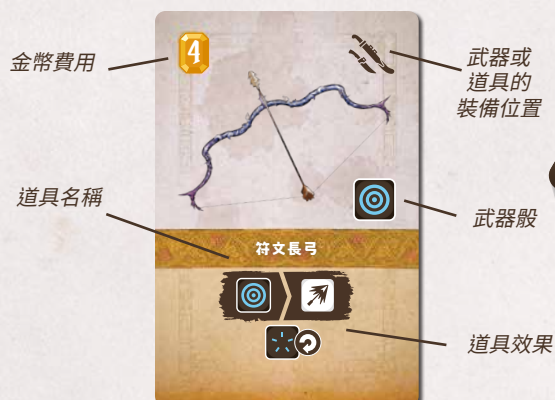 金幣費用
4
武器或
道具的
裝備位置
道具名稱
武器骰
符文長弓
道具效果